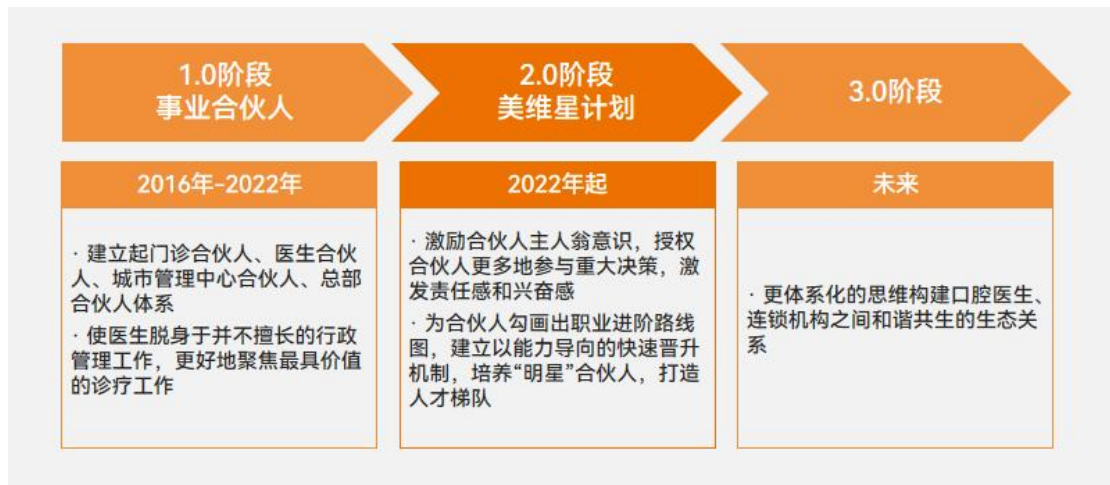 1.0阶段
事业合伙人
2.0阶段
美维星计划
3.0阶段
2016年-2022年
· 建立起门诊合伙人、医生合伙
人、城市管理中心合伙人、总部
合伙人体系
· 使医生脱身于并不擅长的行政
管理工作，更好地聚焦最具价值
的诊疗工作
2022年起
· 激励合伙人主人翁意识，授权
合伙人更多地参与重大决策，激
发责任感和兴奋感
· 为合伙人勾画出职业进阶路线
图，建立以能力导向的快速晋升
机制，培养“明星”合伙人，打造
人才梯队
未来
· 更体系化的思维构建口腔医生、
连锁机构之间和谐共生的生态关
系